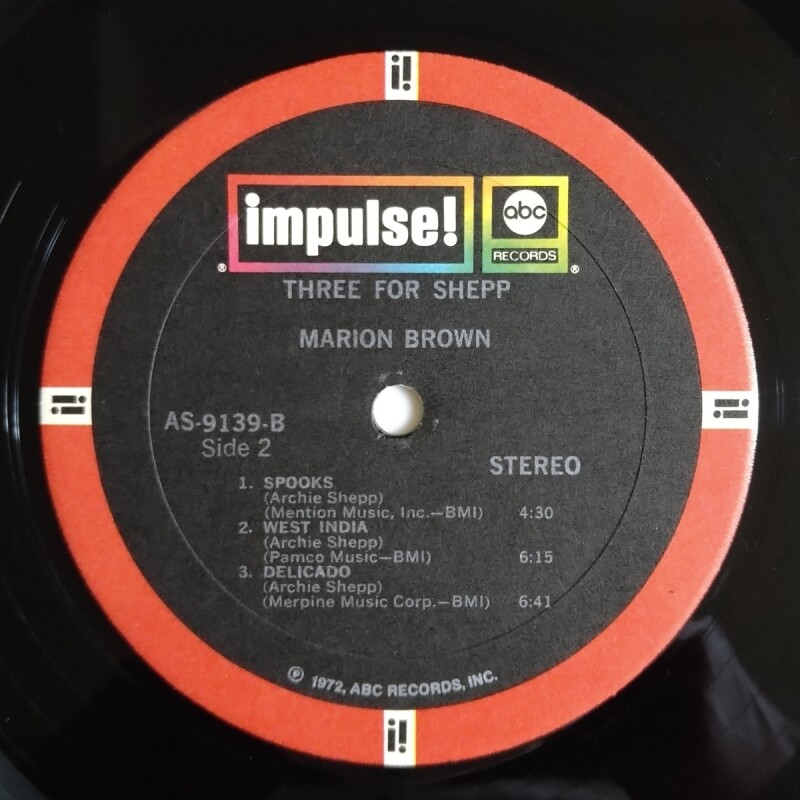 i!
impulse!
abc
RECORDS
®
®
THREE FOR SHEPP
MARION BROWN
i!
i!
AS-9139-B
Side 2
STEREO
1. SPOOKS
(Archie Shepp)
(Mention Music, Inc.—BMI) 4:30
2. WEST INDIA
(Archie Shepp)
(Pamco Music—BMI) 6:15
3. DELICADO
(Archie Shepp)
(Merpine Music Corp.—BMI) 6:41
℗ 1972, ABC RECORDS, INC.
i!